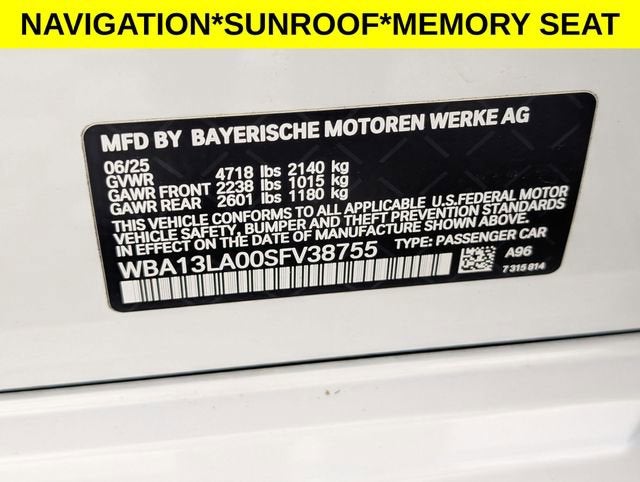 NAVIGATION*SUNROOF*MEMORY SEAT
MFD BY BAYERISCHE MOTOREN WERKE AG
06/25
GVWR 4718 lbs 2140 kg
GAWR FRONT 2238 lbs 1015 kg
GAWR REAR 2601 lbs 1180 kg
THIS VEHICLE CONFORMS TO ALL APPLICABLE U.S.FEDERAL MOTOR
VEHICLE SAFETY, BUMPER, AND THEFT PREVENTION STANDARDS
IN EFFECT ON THE DATE OF MANUFACTURE SHOWN ABOVE.
WBA13LA00SFV38755 TYPE: PASSENGER CAR
A96
7 315 814